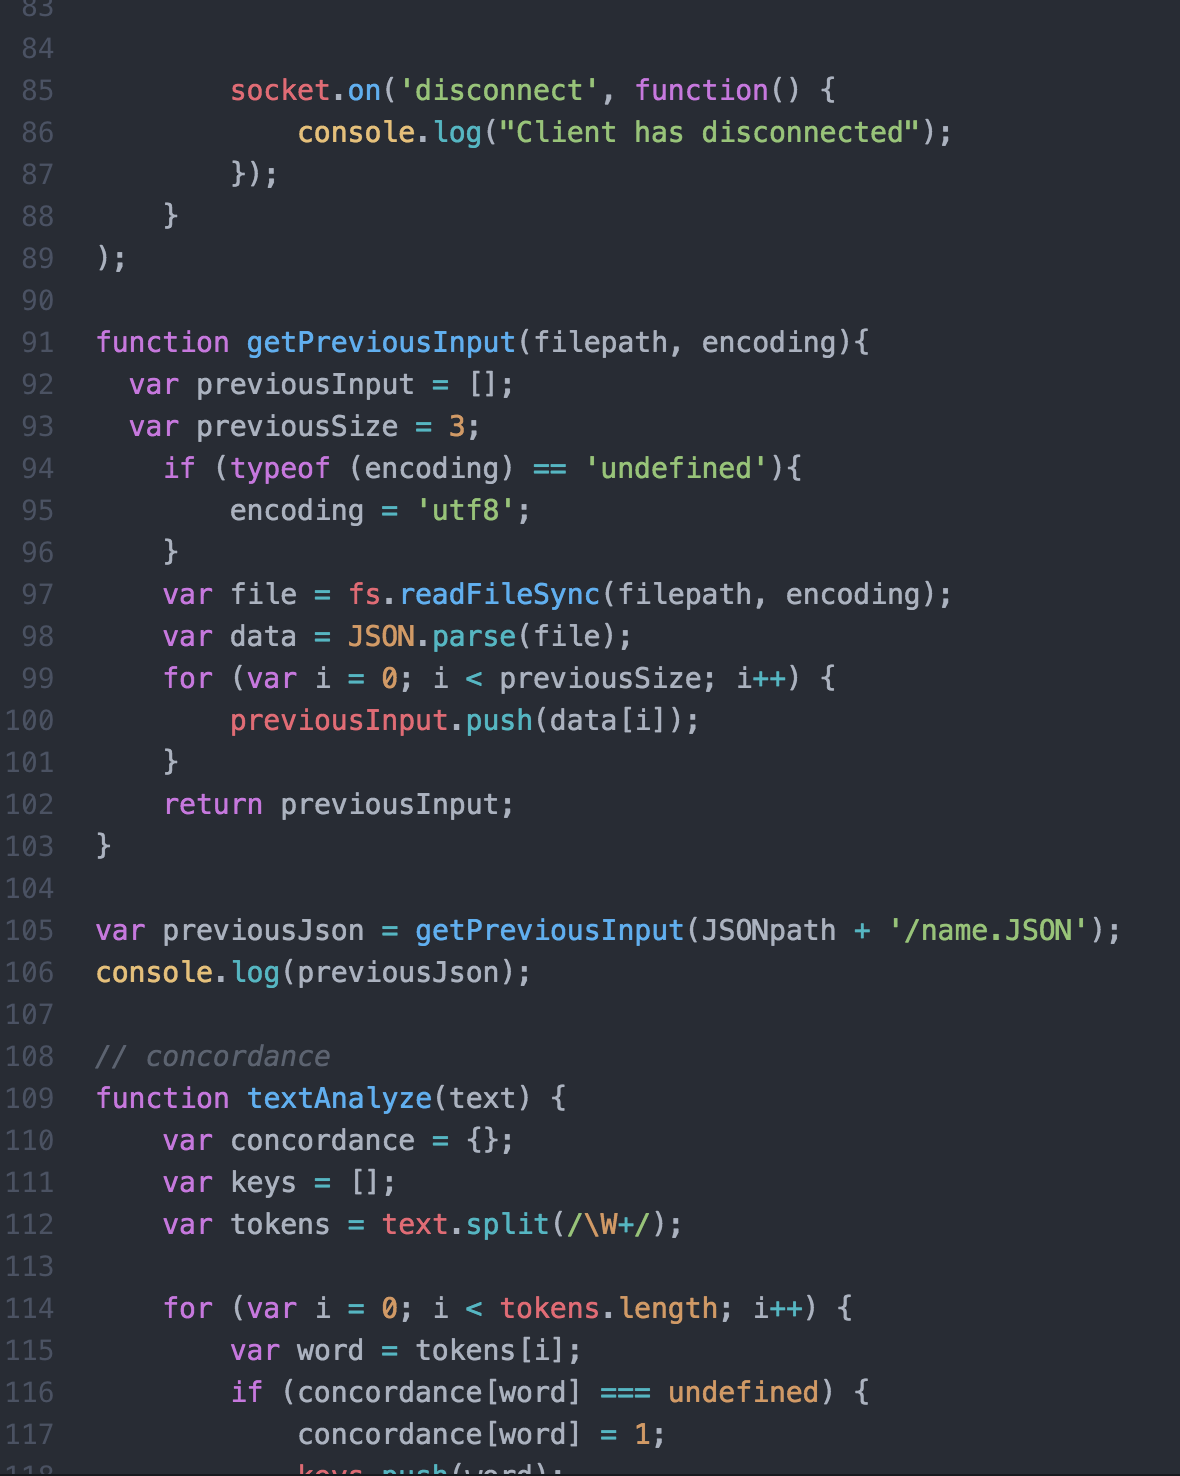 83
84
85 socket.on('disconnect', function() {
86 console.log("Client has disconnected");
87 });
88 }
89 );
90
91 function getPreviousInput(filepath, encoding){
92 var previousInput = [];
93 var previousSize = 3;
94 if (typeof (encoding) == 'undefined'){
95 encoding = 'utf8';
96 }
97 var file = fs.readFileSync(filepath, encoding);
98 var data = JSON.parse(file);
99 for (var i = 0; i < previousSize; i++) {
100 previousInput.push(data[i]);
101 }
102 return previousInput;
103 }
104
105 var previousJson = getPreviousInput(JSONpath + '/name.JSON');
106 console.log(previousJson);
107
108 // concordance
109 function textAnalyze(text) {
110 var concordance = {};
111 var keys = [];
112 var tokens = text.split(/\W+/);
113
114 for (var i = 0; i < tokens.length; i++) {
115 var word = tokens[i];
116 if (concordance[word] === undefined) {
117 concordance[word] = 1;
118 keys.push(word);